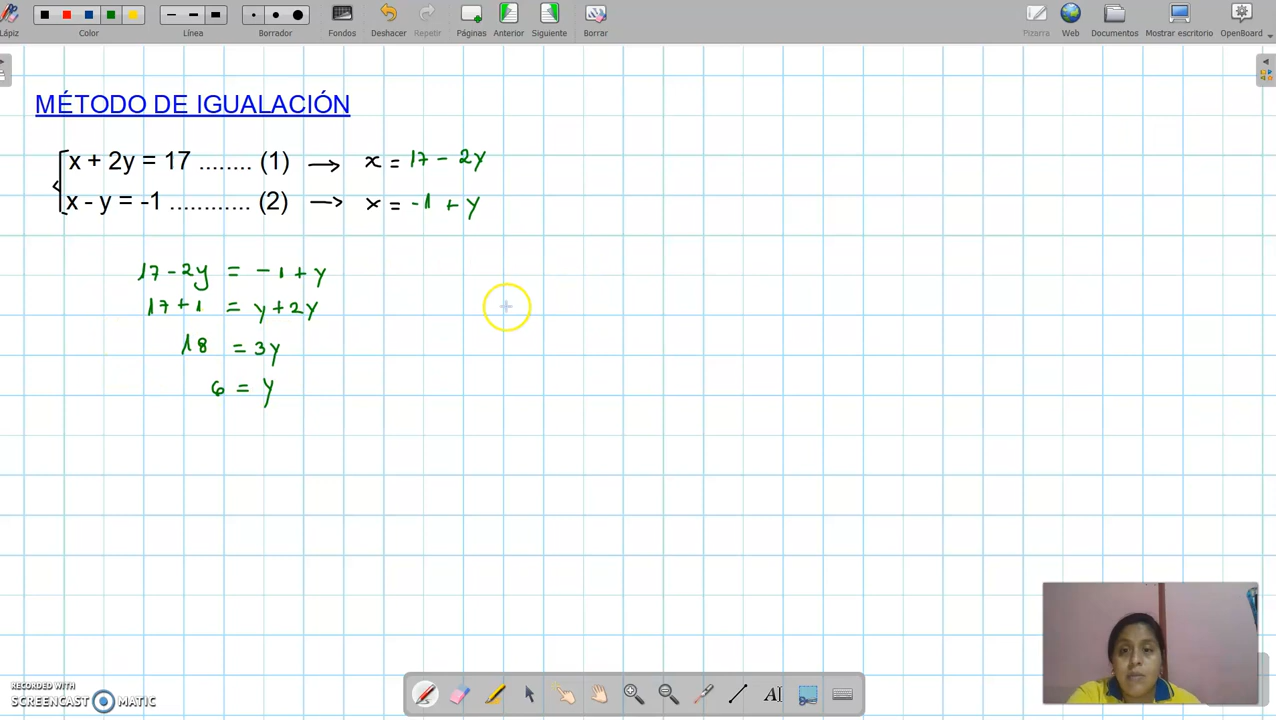 Lápiz
Color
Línea
Borrador
Fondos
Deshacer
Repetir
Páginas
Anterior
Siguiente
Borrar
Pizarra
Web
Documentos
Mostrar escritorio
OpenBoard
MÉTODO DE IGUALACIÓN
x + 2y = 17 ........ (1) → x = 17 - 2y
x - y = -1 ............ (2) → x = -1 + y
17 - 2y = -1 + y
17 + 1 = y + 2y
18 = 3y
6 = y
RECORDED WITH
SCREENCAST MATIC